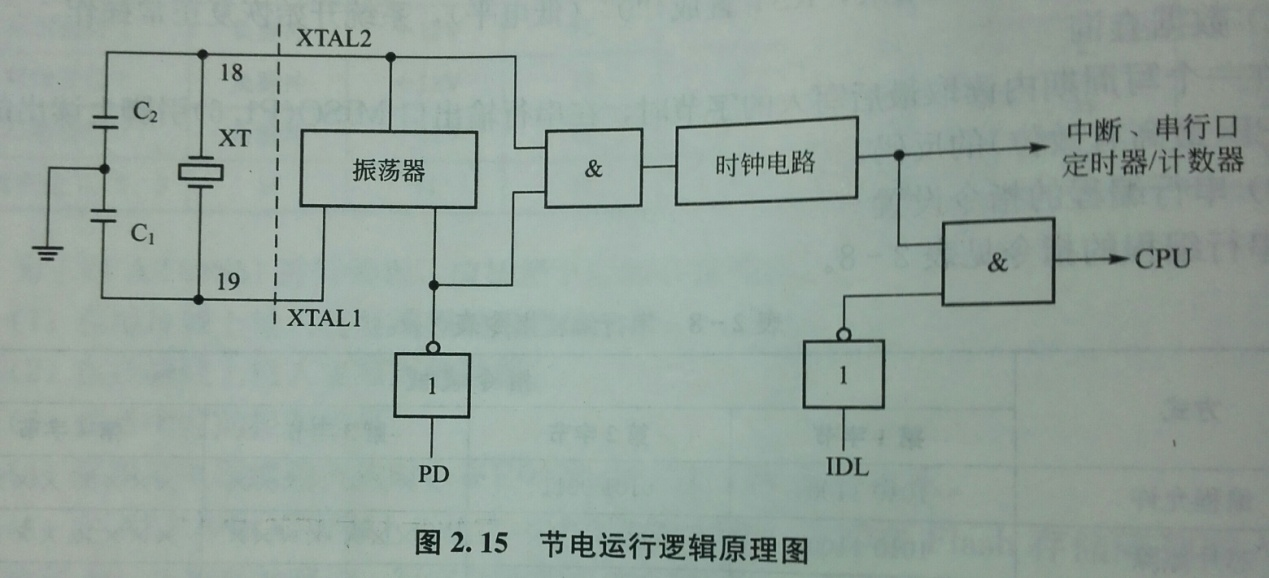 XTAL2
18
C2
XT
振荡器
&
时钟电路
中断、串行口
定时器/计数器
C1
19
XTAL1
&
CPU
1
1
PD
IDL
图 2.15 节电运行逻辑原理图